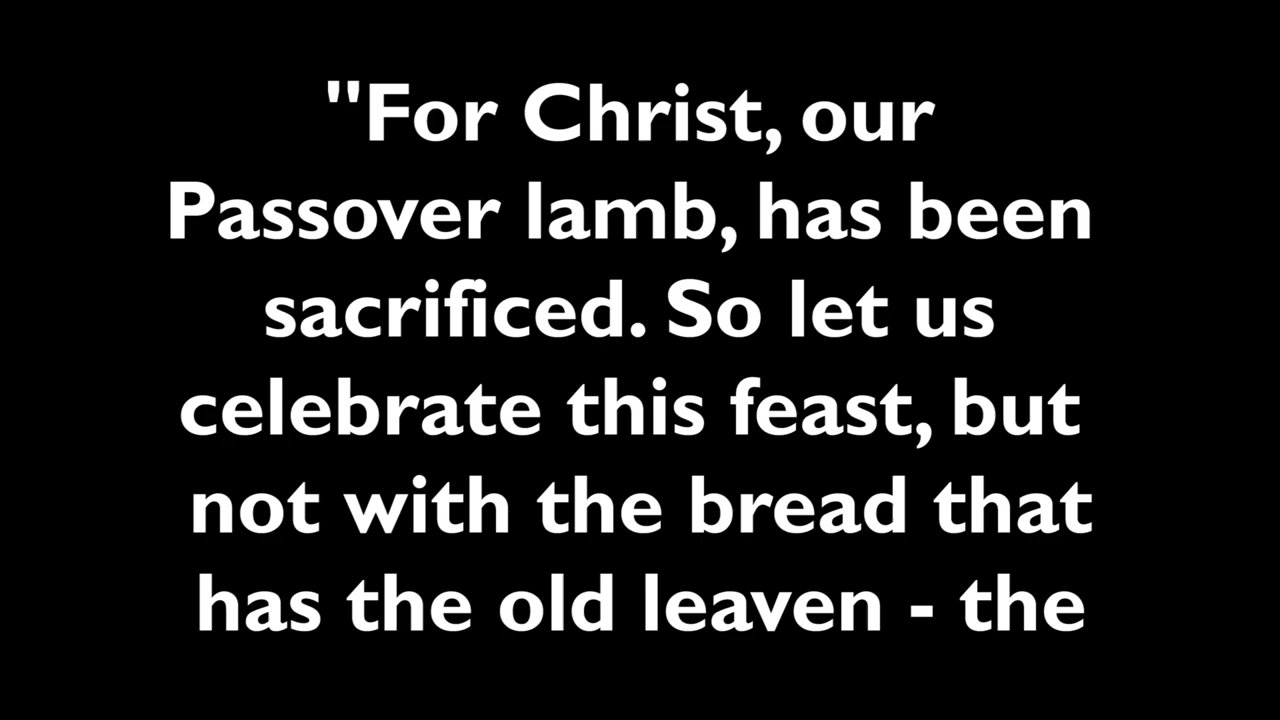 "For Christ, our
Passover lamb, has been
sacrificed. So let us
celebrate this feast, but
not with the bread that
has the old leaven - the